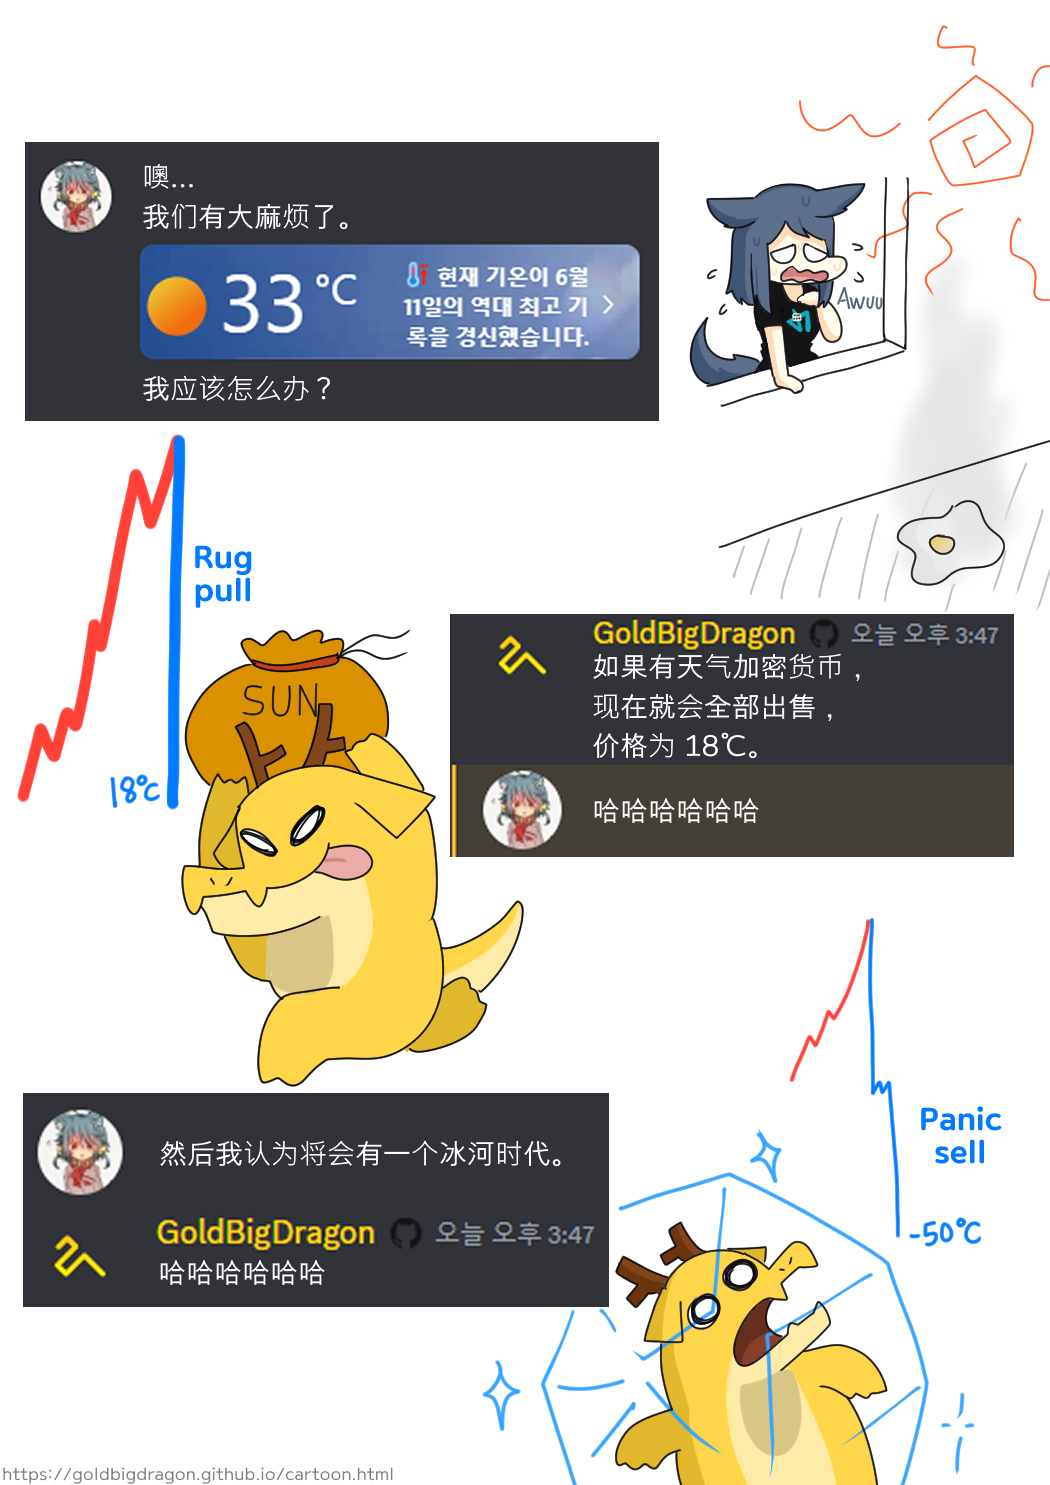 噢...
我们有大麻烦了。
33 °C
현재 기온이 6월
11일의 역대 최고 기
록을 경신했습니다.
我应该怎么办？
AWUU
Rug
pull
18℃
SUN
GoldBigDragon 오늘 오후 3:47
如果有天气加密货币，
现在就会全部出售，
价格为 18℃。
哈哈哈哈哈哈
Panic
sell
-50℃
然后我认为将会有一个冰河时代。
GoldBigDragon 오늘 오후 3:47
哈哈哈哈哈哈
https://goldbigdragon.github.io/cartoon.html